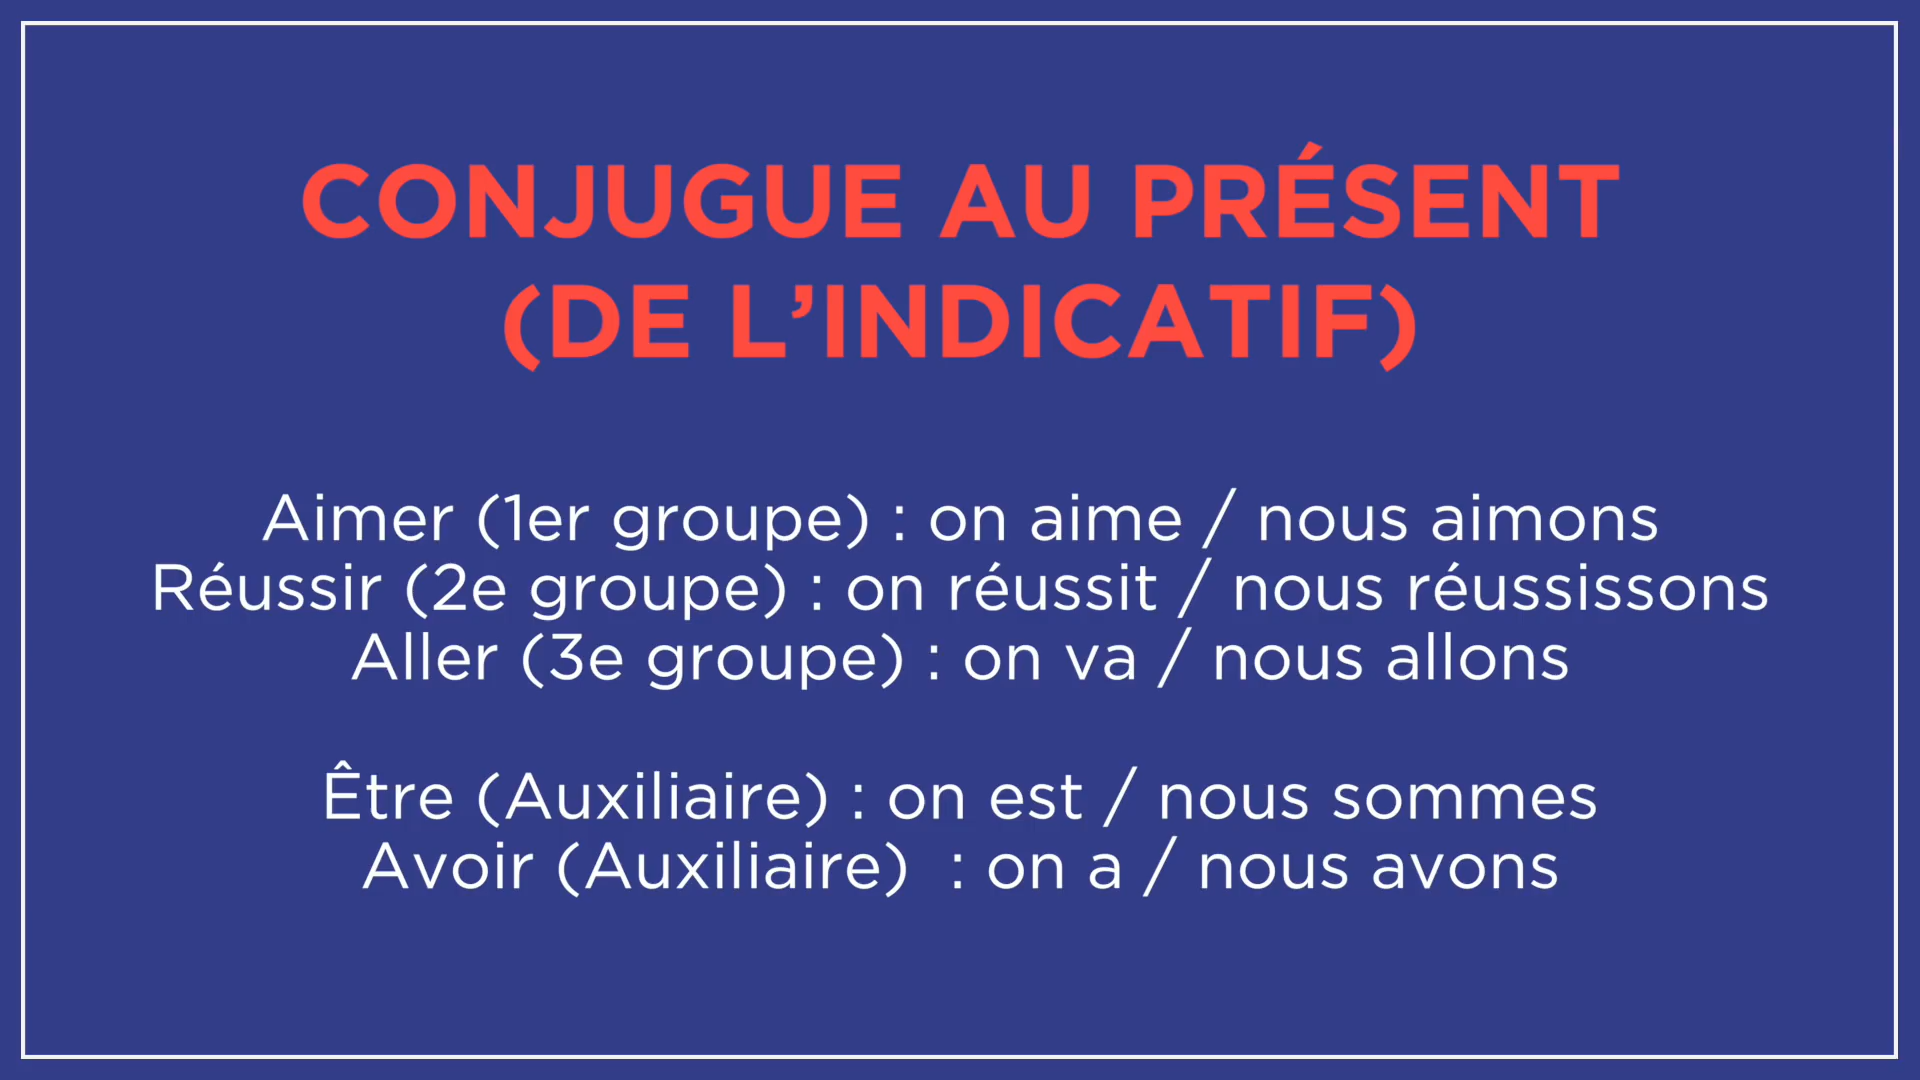 CONJUGUE AU PRÉSENT
(DE L’INDICATIF)
Aimer (1er groupe) : on aime / nous aimons
Réussir (2e groupe) : on réussit / nous réussissons
Aller (3e groupe) : on va / nous allons
Être (Auxiliaire) : on est / nous sommes
Avoir (Auxiliaire)  : on a / nous avons